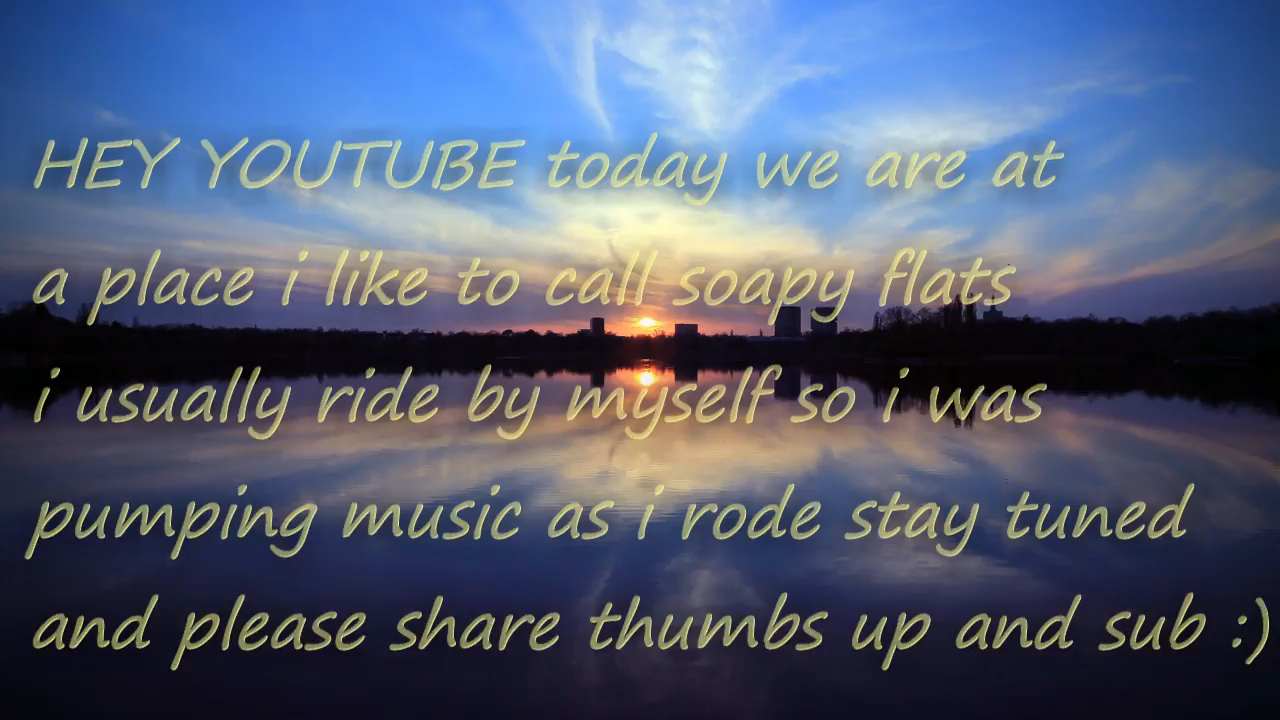 HEY YOUTUBE today we are at
a place i like to call soapy flats
i usually ride by myself so i was
pumping music as i rode stay tuned
and please share thumbs up and sub :)